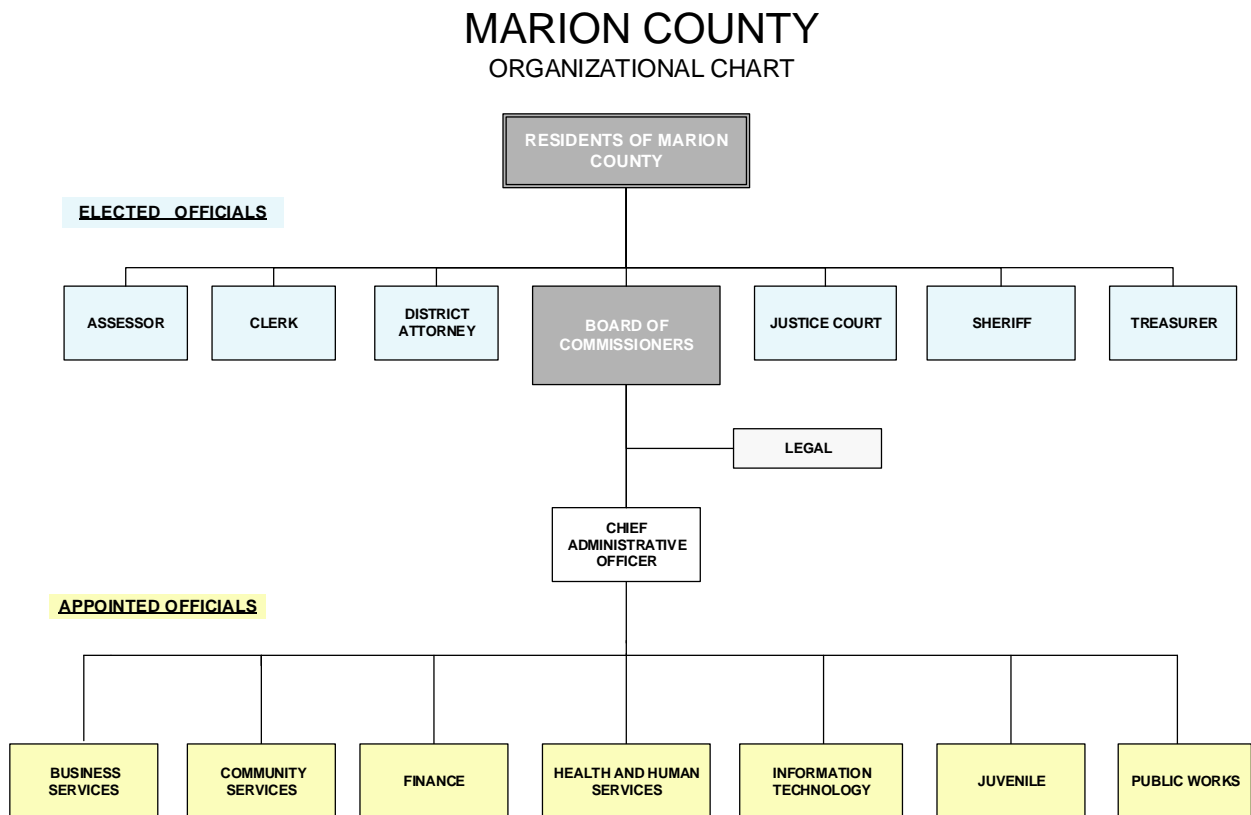 MARION COUNTY
ORGANIZATIONAL CHART
RESIDENTS OF MARION
COUNTY
ELECTED OFFICIALS
ASSESSOR
CLERK
DISTRICT
ATTORNEY
BOARD OF
COMMISSIONERS
JUSTICE COURT
SHERIFF
TREASURER
LEGAL
CHIEF
ADMINISTRATIVE
OFFICER
APPOINTED OFFICIALS
BUSINESS
SERVICES
COMMUNITY
SERVICES
FINANCE
HEALTH AND HUMAN
SERVICES
INFORMATION
TECHNOLOGY
JUVENILE
PUBLIC WORKS